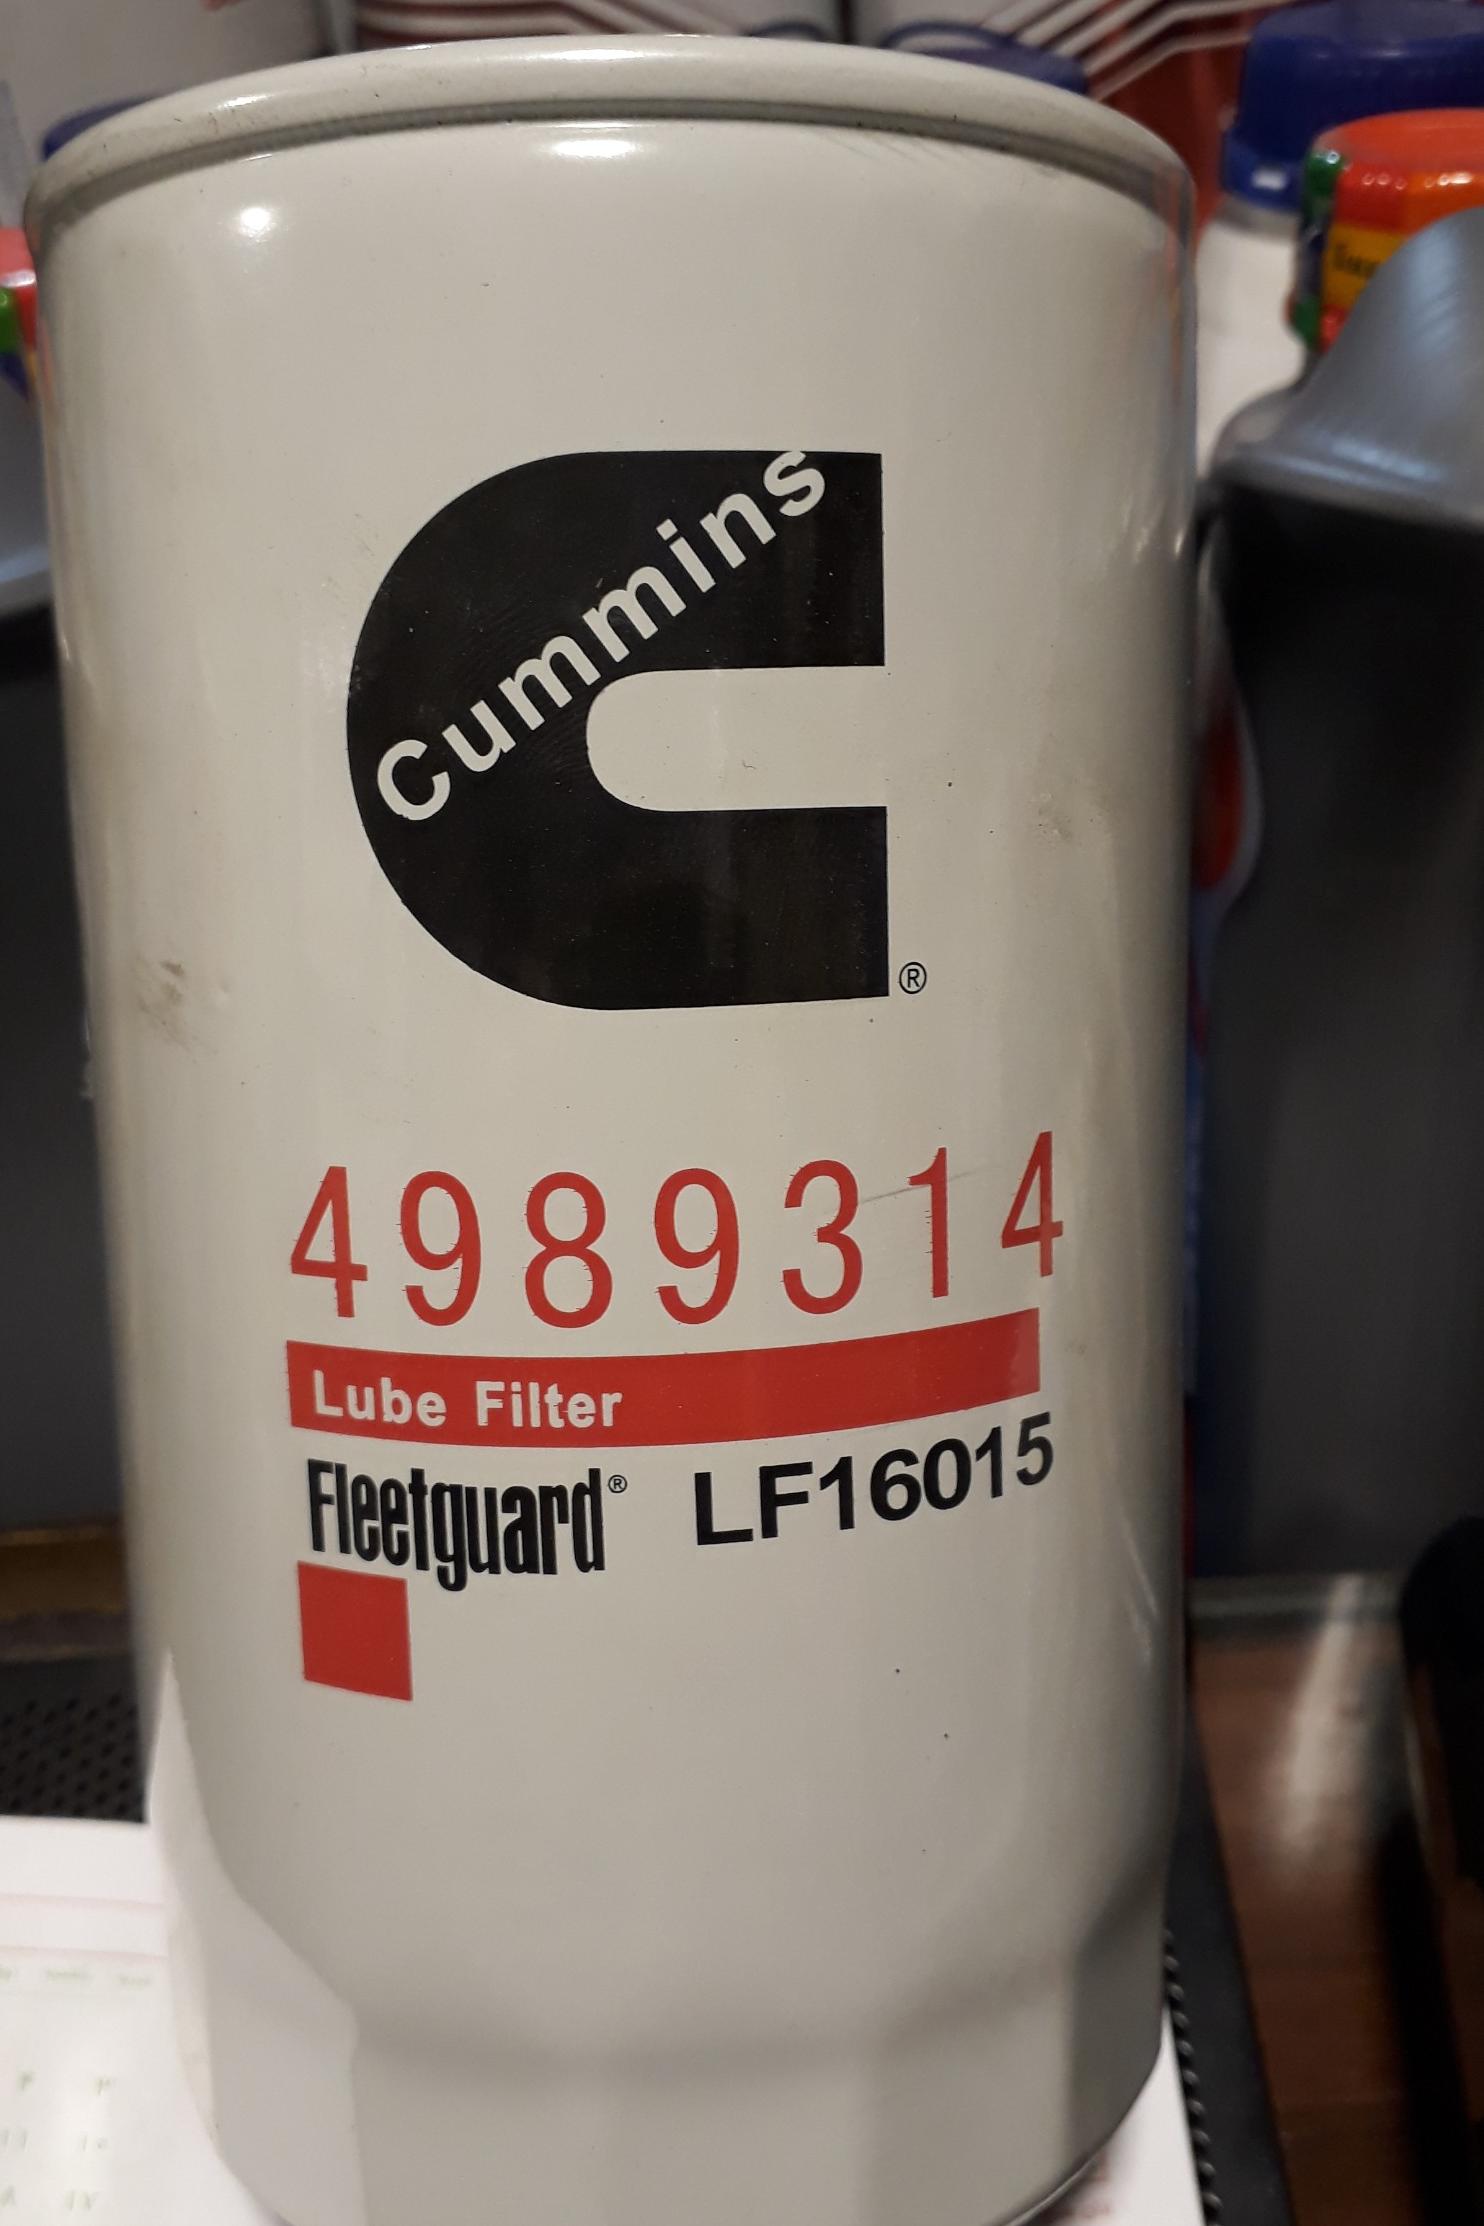 Cummins
®
4989314
Lube Filter
Fleetguard® LF16015